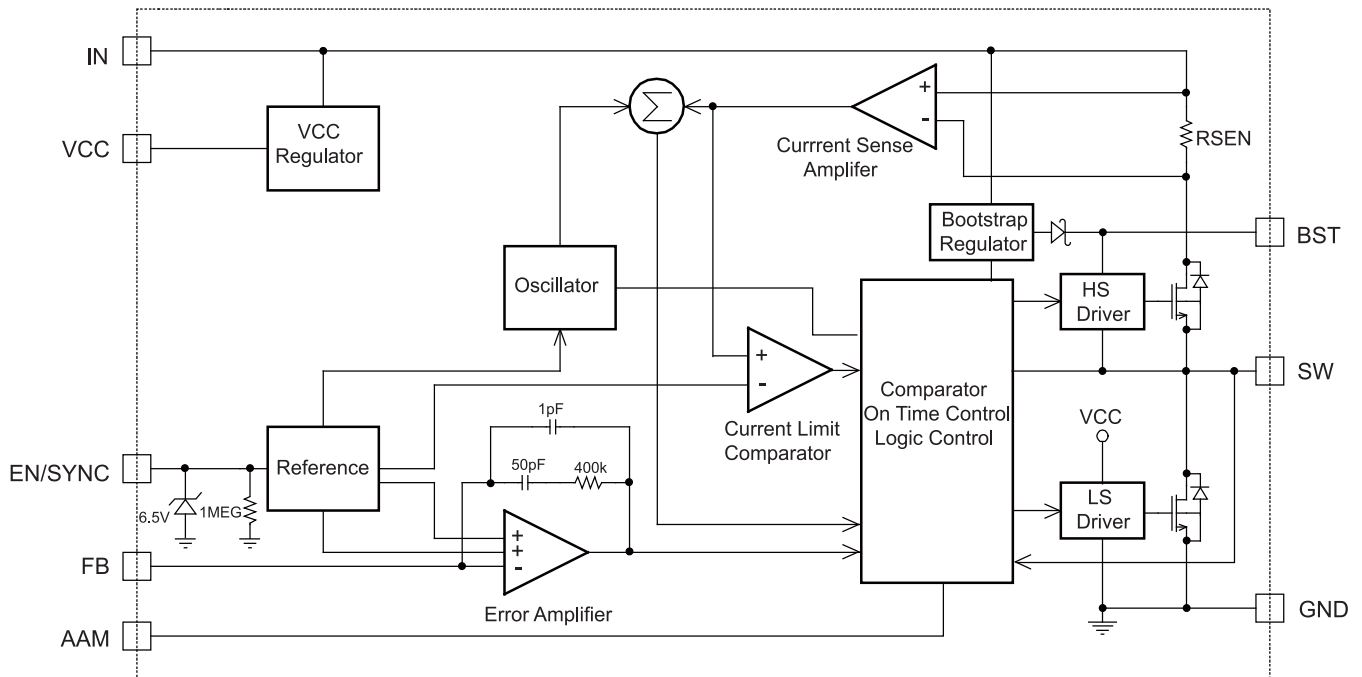 IN
VCC
VCC
Regulator
Σ
+
-
Currrent Sense
Amplifer
RSEN
Bootstrap
Regulator
BST
Oscillator
HS
Driver
+
-
Current Limit
Comparator
Comparator
On Time Control
Logic Control
SW
VCC
1pF
50pF
400k
EN/SYNC
Reference
6.5V
1MEG
LS
Driver
+
+
-
FB
Error Amplifier
GND
AAM